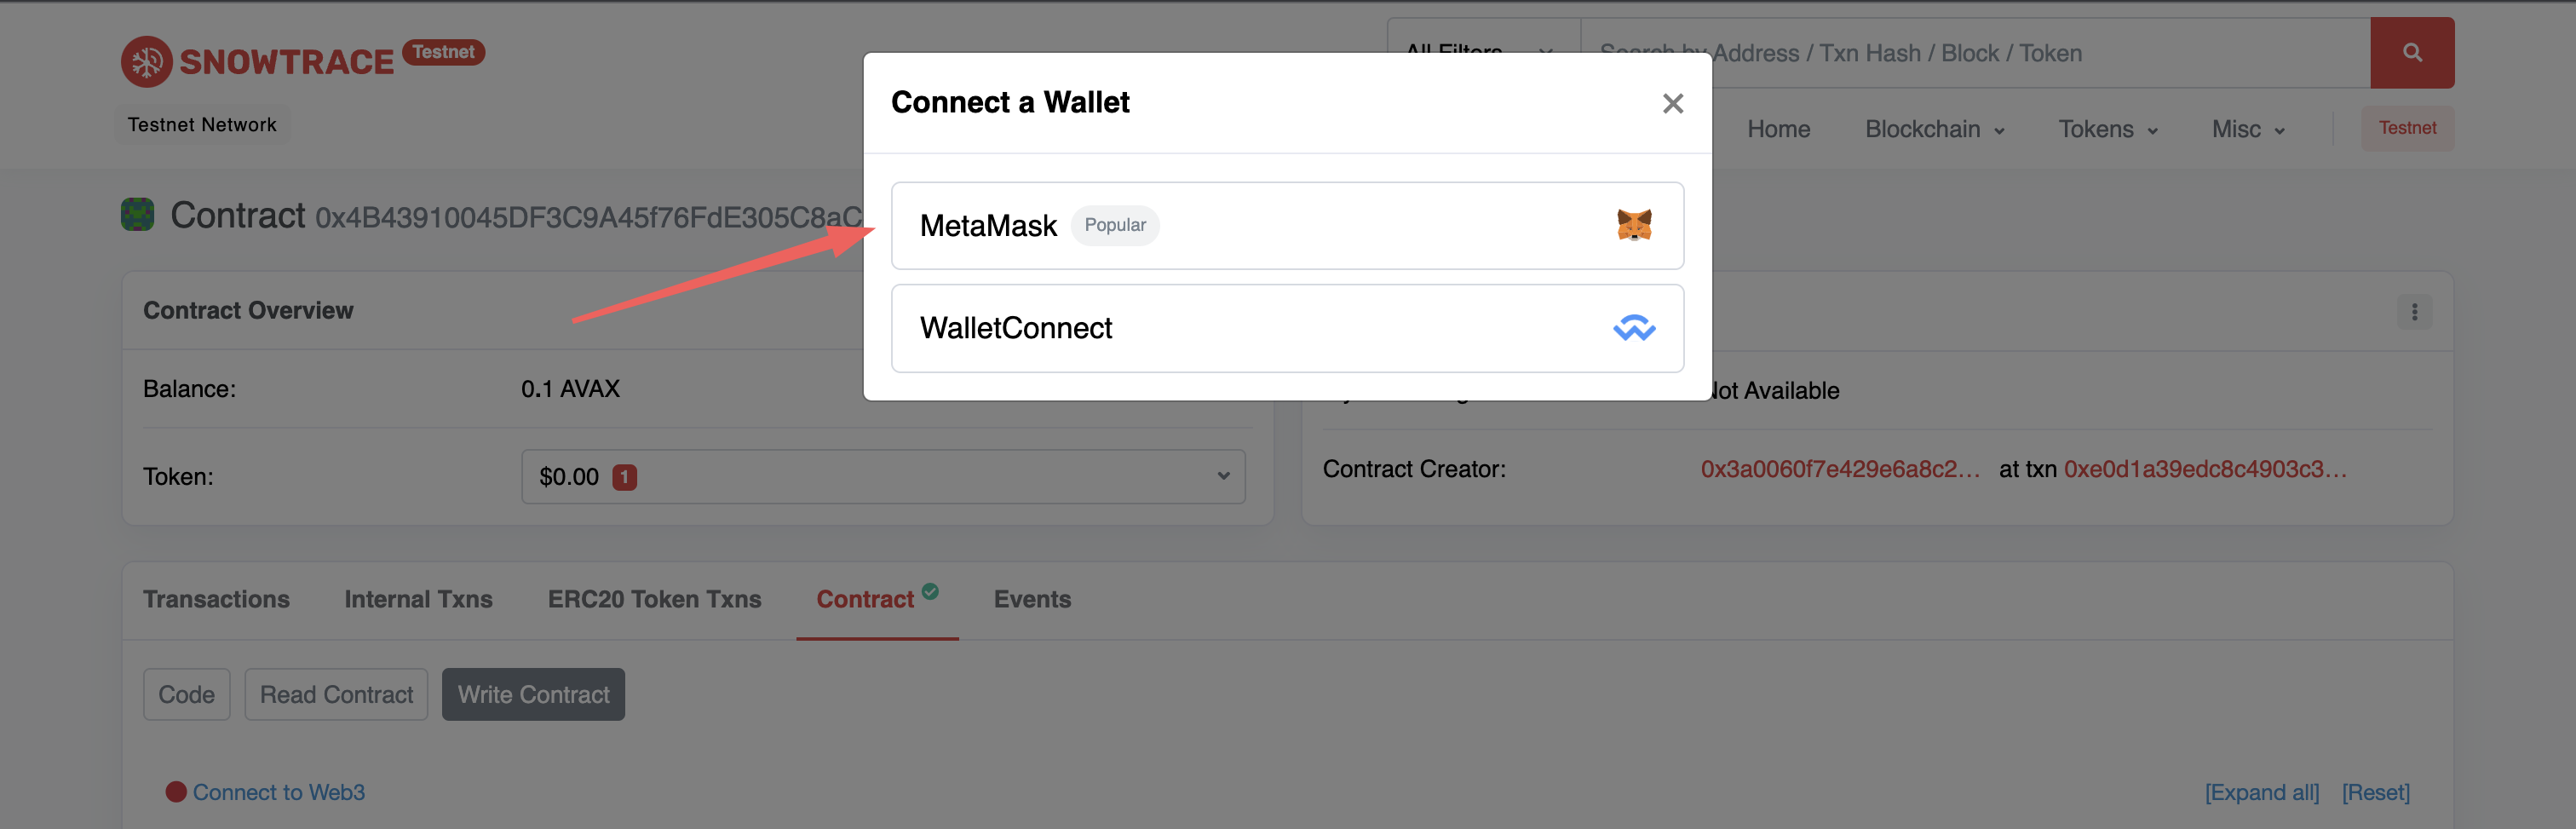 SNOWTRACE Testnet
All Filters
Search by Address / Txn Hash / Block / Token
Testnet Network
Home Blockchain Tokens Misc Testnet
Connect a Wallet
MetaMask Popular
WalletConnect
Contract 0x4B43910045DF3C9A45f76FdE305C8aC
Contract Overview
Balance: 0.1 AVAX
Token: $0.00 1
Not Available
Contract Creator: 0x3a0060f7e429e6a8c2... at txn 0xe0d1a39edc8c4903c3...
Transactions Internal Txns ERC20 Token Txns Contract Events
Code Read Contract Write Contract
Connect to Web3 [Expand all] [Reset]